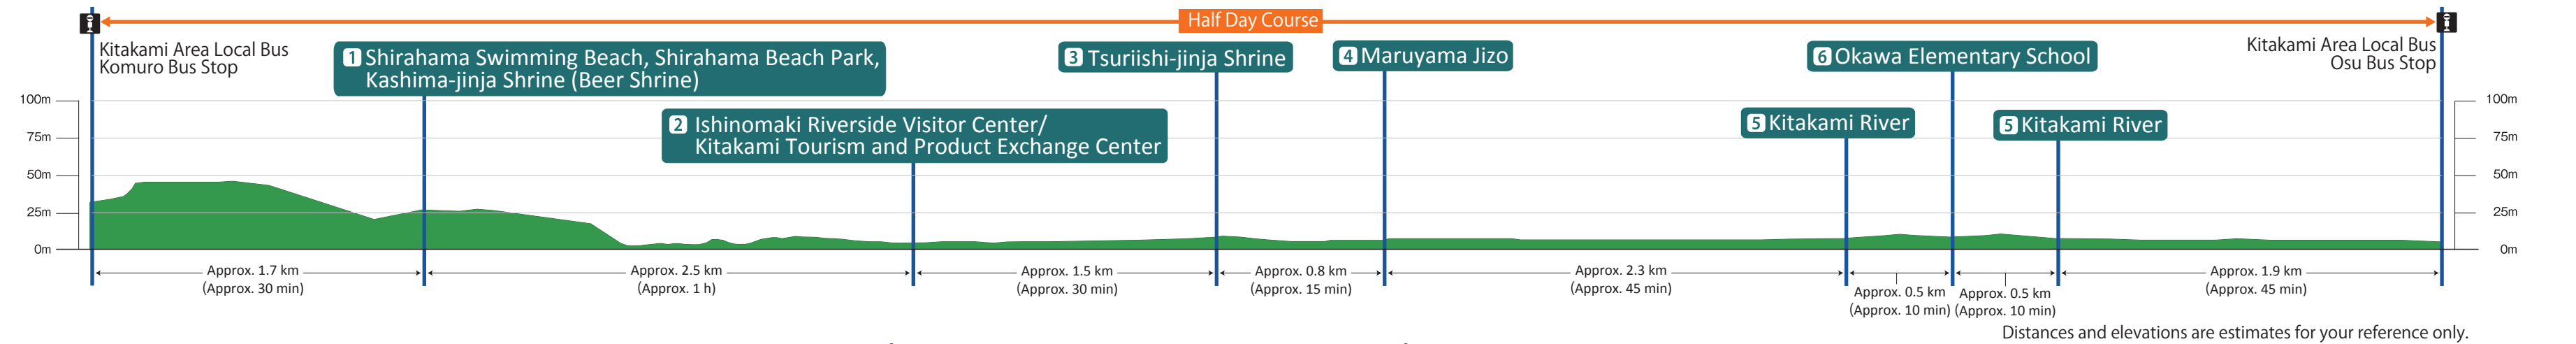 Half Day Course
Kitakami Area Local Bus
Komuro Bus Stop
1 Shirahama Swimming Beach, Shirahama Beach Park,
Kashima-jinja Shrine (Beer Shrine)
2 Ishinomaki Riverside Visitor Center/
Kitakami Tourism and Product Exchange Center
3 Tsuriishi-jinja Shrine
4 Maruyama Jizo
5 Kitakami River
6 Okawa Elementary School
5 Kitakami River
Kitakami Area Local Bus
Osu Bus Stop
100m
75m
50m
25m
0m
100m
75m
50m
25m
0m
Approx. 1.7 km
(Approx. 30 min)
Approx. 2.5 km
(Approx. 1 h)
Approx. 1.5 km
(Approx. 30 min)
Approx. 0.8 km
(Approx. 15 min)
Approx. 2.3 km
(Approx. 45 min)
Approx. 0.5 km
(Approx. 10 min)
Approx. 0.5 km
(Approx. 10 min)
Approx. 1.9 km
(Approx. 45 min)
Distances and elevations are estimates for your reference only.